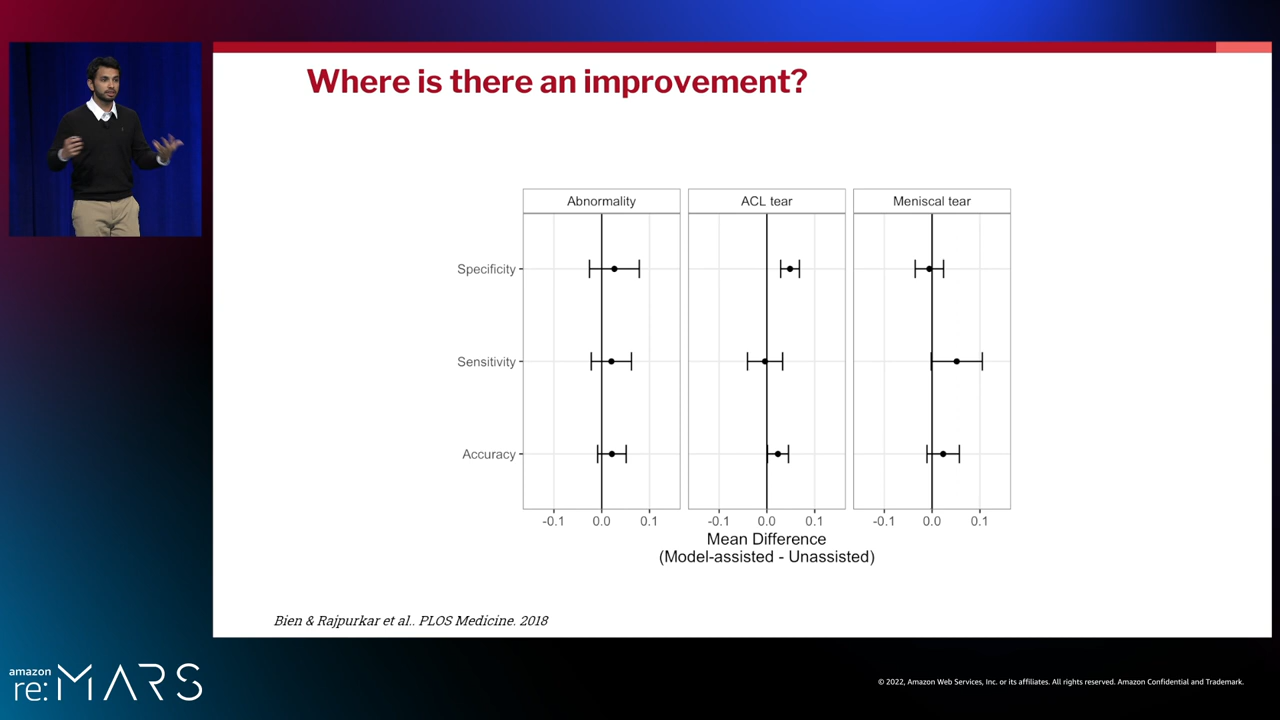 Where is there an improvement?
Abnormality
ACL tear
Meniscal tear
Specificity
Sensitivity
Accuracy
-0.1 0.0 0.1
-0.1 0.0 0.1
-0.1 0.0 0.1
Mean Difference
(Model-assisted - Unassisted)
Bien & Rajpurkar et al.. PLOS Medicine. 2018
amazon
re:MARS
© 2022, Amazon Web Services, Inc. or its affiliates. All rights reserved. Amazon Confidential and Trademark.